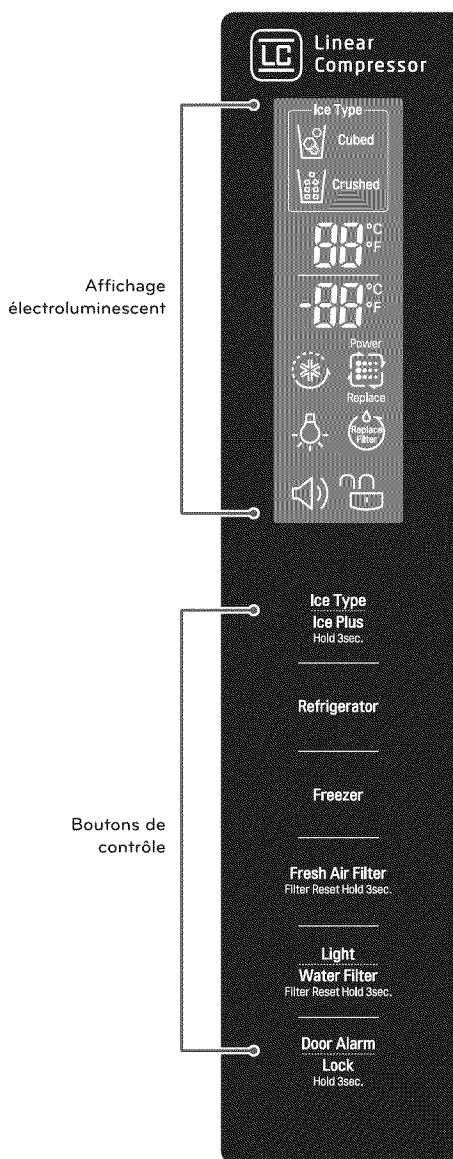 LC
Linear
Compressor
Ice Type
Cubed
Crushed
88 °C
°F
-88 °C
°F
Power
Replace
Replace
Filter
Affichage
électroluminescent
Ice Type
Ice Plus
Hold 3sec.
Refrigerator
Freezer
Boutons de
contrôle
Fresh Air Filter
Filter Reset Hold 3sec.
Light
Water Filter
Filter Reset Hold 3sec.
Door Alarm
Lock
Hold 3sec.